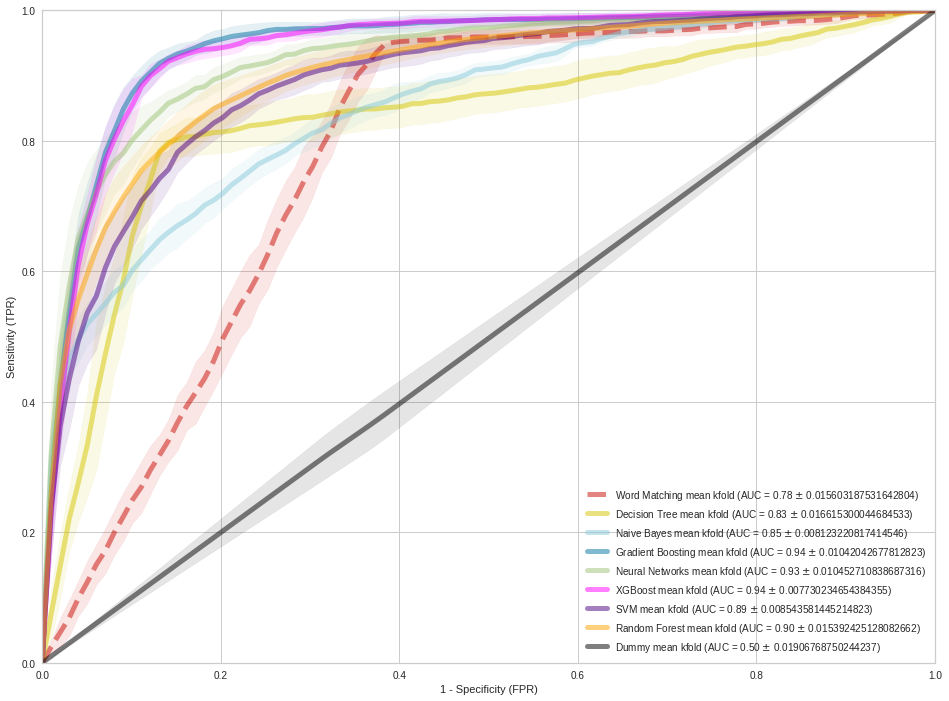 1.0
0.8
0.6
0.4
0.2
0.0
Sensitivity (TPR)
Word Matching mean kfold (AUC = 0.78 ± 0.015603187531642804)
Decision Tree mean kfold (AUC = 0.83 ± 0.016615300044684533)
Naive Bayes mean kfold (AUC = 0.85 ± 0.008123220817414546)
Gradient Boosting mean kfold (AUC = 0.94 ± 0.01042042677812823)
Neural Networks mean kfold (AUC = 0.93 ± 0.010452710838687316)
XGBoost mean kfold (AUC = 0.94 ± 0.007730234654384355)
SVM mean kfold (AUC = 0.89 ± 0.008543581445214823)
Random Forest mean kfold (AUC = 0.90 ± 0.015392425128082662)
Dummy mean kfold (AUC = 0.50 ± 0.01906768750244237)
0.0 0.2 0.4 0.6 0.8 1.0
1 - Specificity (FPR)